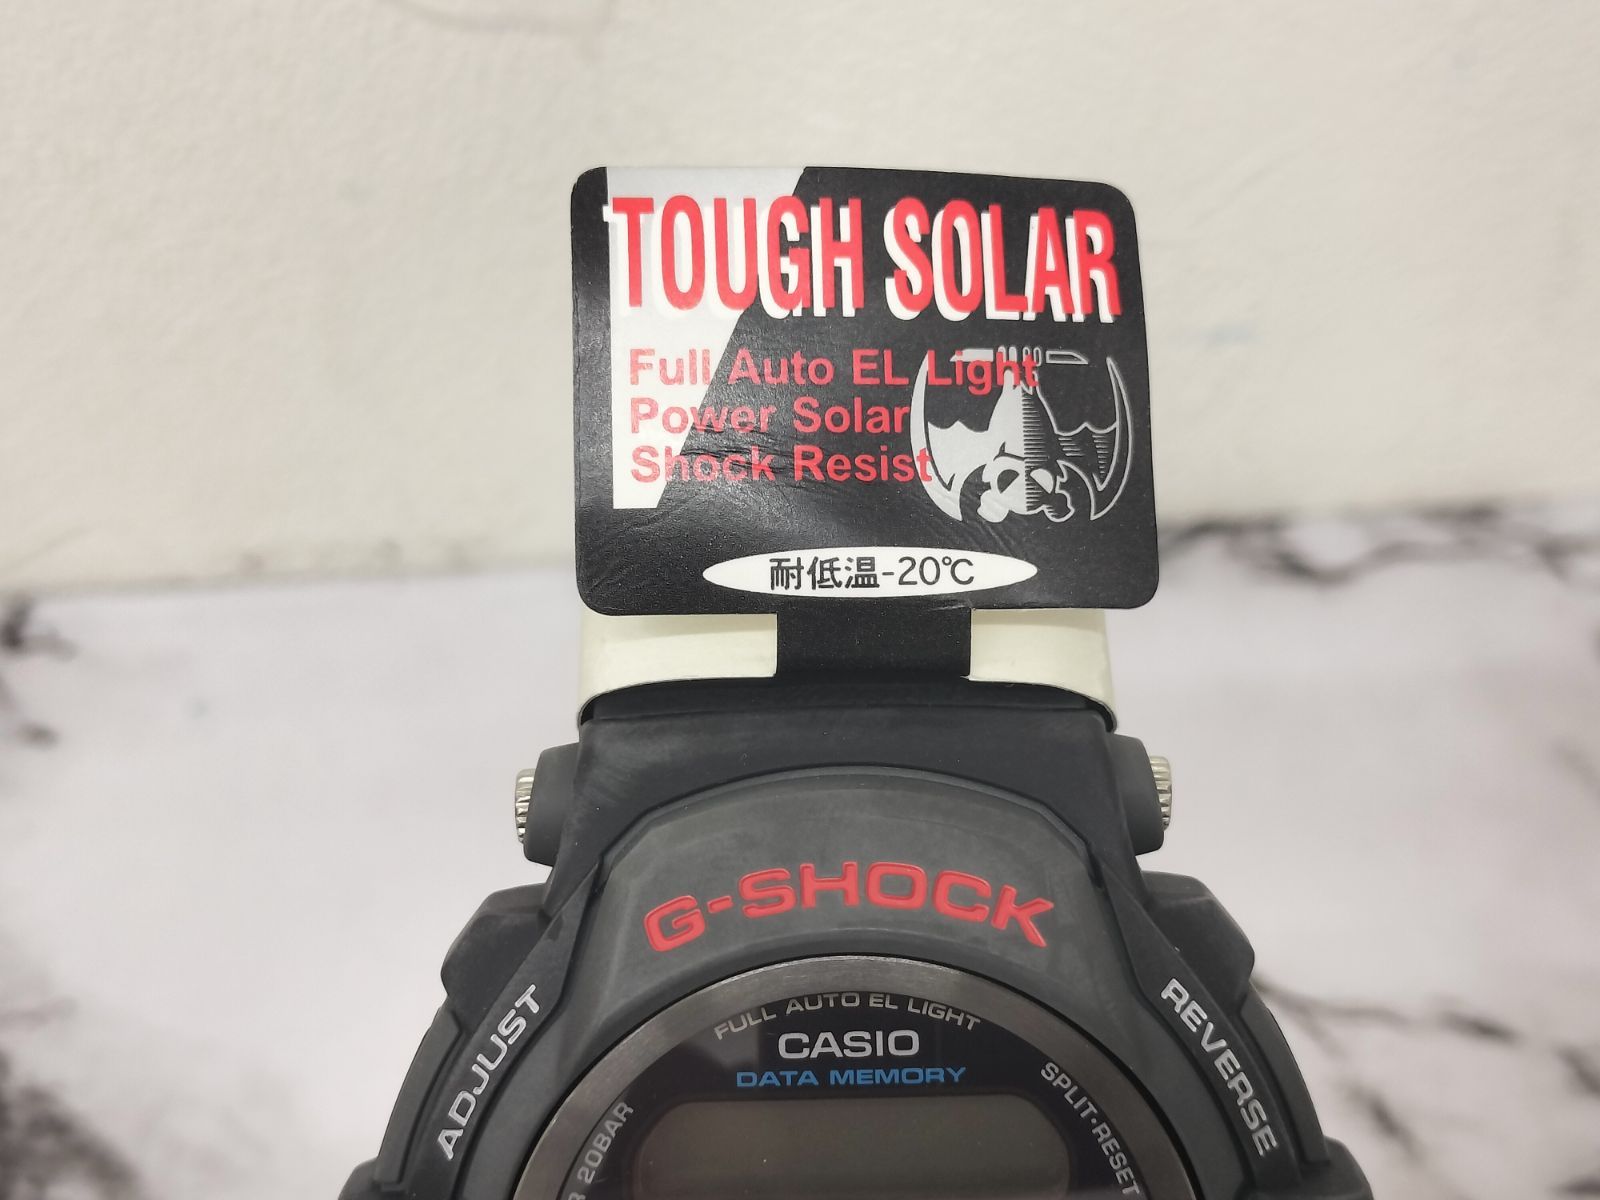 TOUGH SOLAR
Full Auto EL Light
Power Solar
Shock Resist
耐低温-20℃
G-SHOCK
ADJUST
REVERSE
FULL AUTO EL LIGHT
CASIO
DATA MEMORY
SPLIT·RESET
20BAR